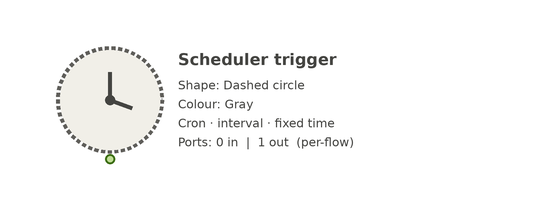 Scheduler trigger
Shape: Dashed circle
Colour: Gray
Cron · interval · fixed time
Ports: 0 in | 1 out (per-flow)